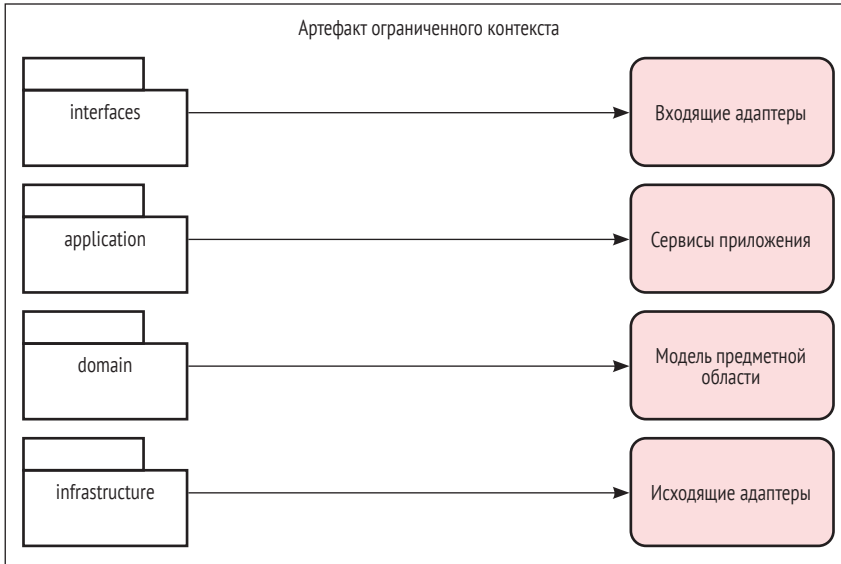 Артефакт ограниченного контекста
interfaces
Входящие адаптеры
application
Сервисы приложения
domain
Модель предметной
области
infrastructure
Исходящие адаптеры